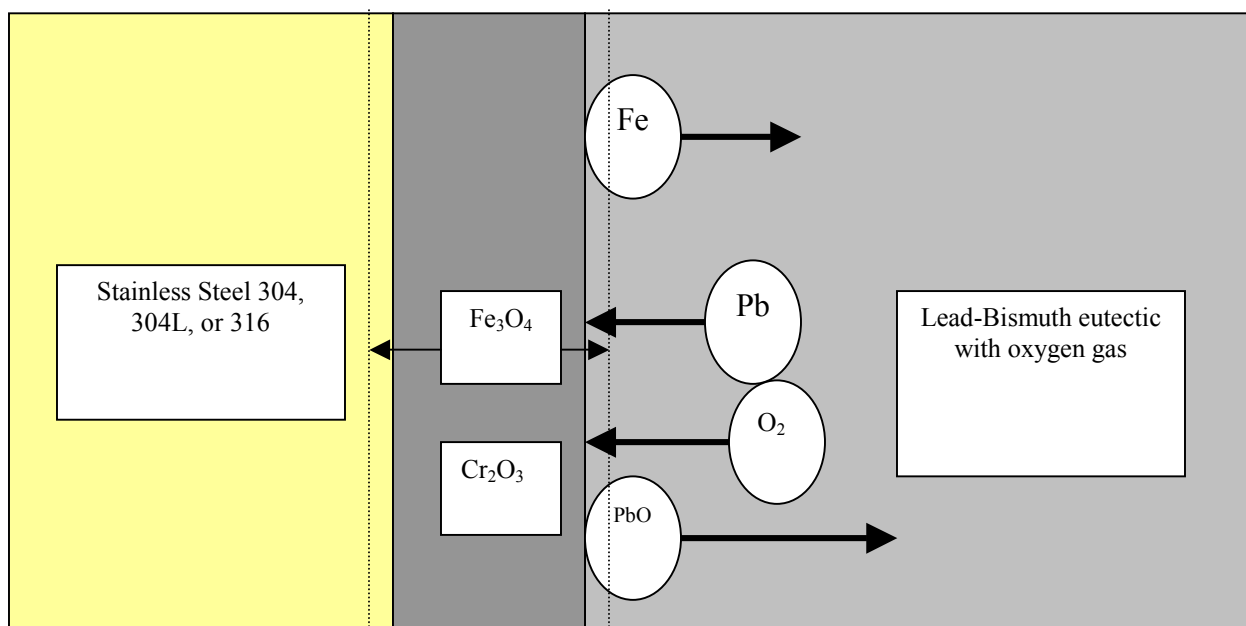 Stainless Steel 304,
304L, or 316
Fe₃O₄
Cr₂O₃
Fe
Pb
O₂
PbO
Lead-Bismuth eutectic
with oxygen gas